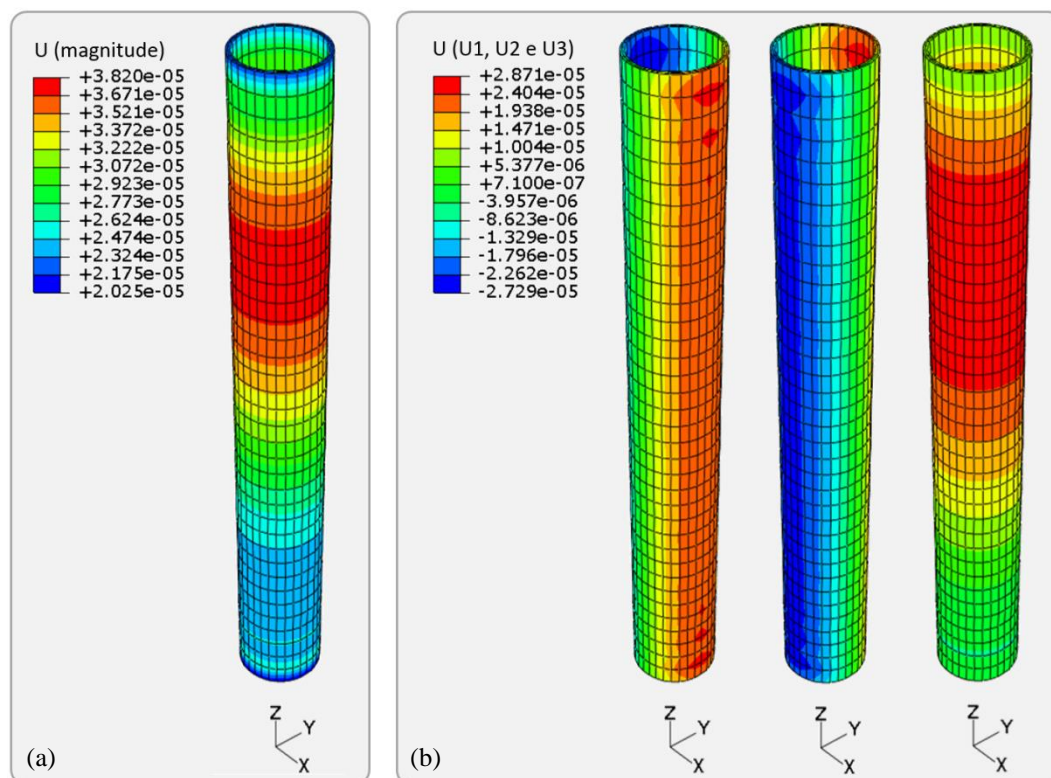 U (magnitude)
+3.820e-05
+3.671e-05
+3.521e-05
+3.372e-05
+3.222e-05
+3.072e-05
+2.923e-05
+2.773e-05
+2.624e-05
+2.474e-05
+2.324e-05
+2.175e-05
+2.025e-05
Z
Y
X
(a)
U (U1, U2 e U3)
+2.871e-05
+2.404e-05
+1.938e-05
+1.471e-05
+1.004e-05
+5.377e-06
+7.100e-07
-3.957e-06
-8.623e-06
-1.329e-05
-1.796e-05
-2.262e-05
-2.729e-05
Z
Y
X
Z
Y
X
Z
Y
X
(b)